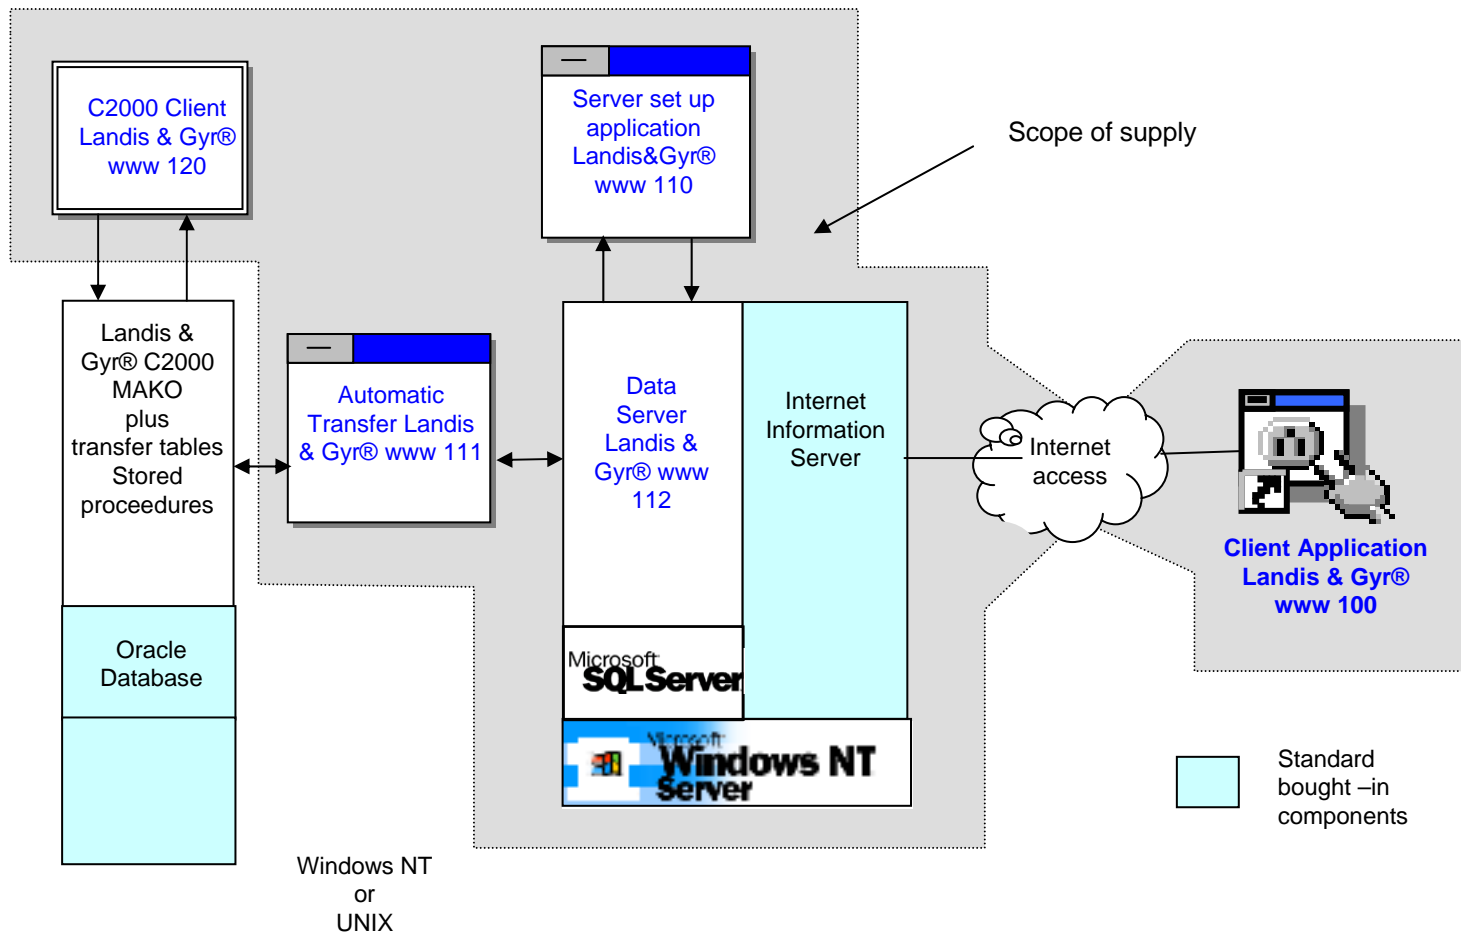 C2000 Client
Landis & Gyr®
www 120
Server set up
application
Landis&Gyr®
www 110
Scope of supply
Landis &
Gyr® C2000
MAKO
plus
transfer tables
Stored
proceedures
Automatic
Transfer Landis
& Gyr® www 111
Data
Server
Landis &
Gyr® www
112
Internet
Information
Server
Internet
access
Client Application
Landis & Gyr®
www 100
Oracle
Database
Microsoft
SQL Server
Microsoft
Windows NT
Server
Standard
bought –in
components
Windows NT
or
UNIX